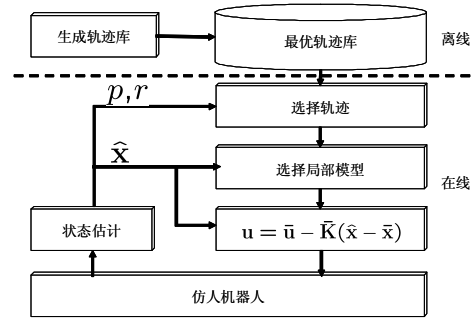 生成轨迹库
最优轨迹库
离线
p,r
选择轨迹
x̂
选择局部模型
在线
状态估计
u = ū − K̄(x̂ − x̄)
仿人机器人